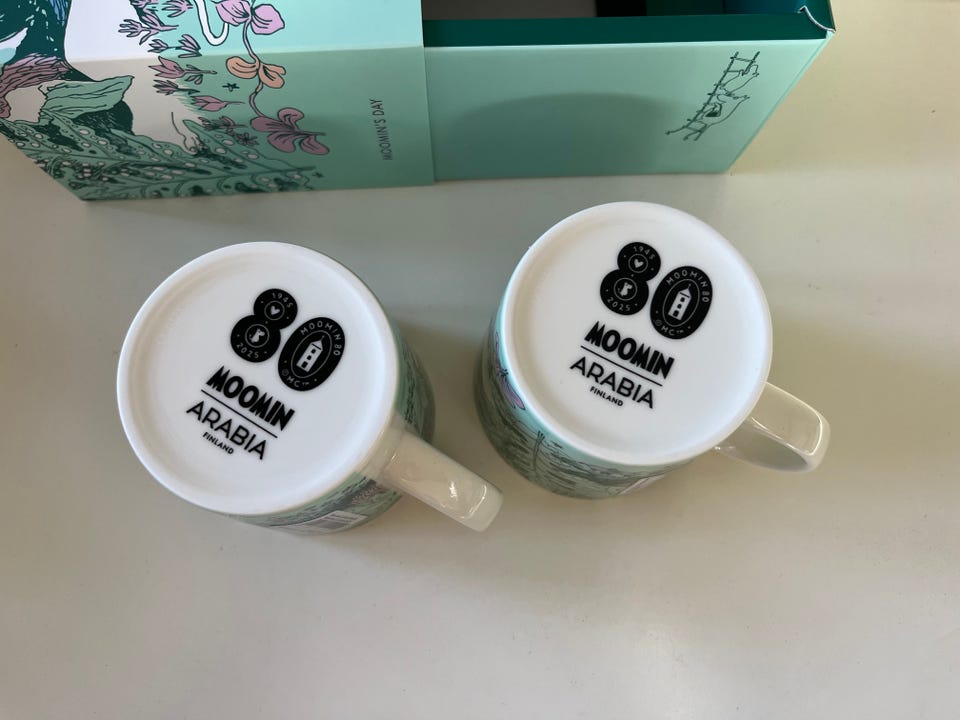 MOOMIN'S DAY
80
1945
2025
MOOMIN 80
©MC™
MOOMIN
ARABIA
FINLAND
80
1945
2025
MOOMIN 80
©MC™
MOOMIN
ARABIA
FINLAND